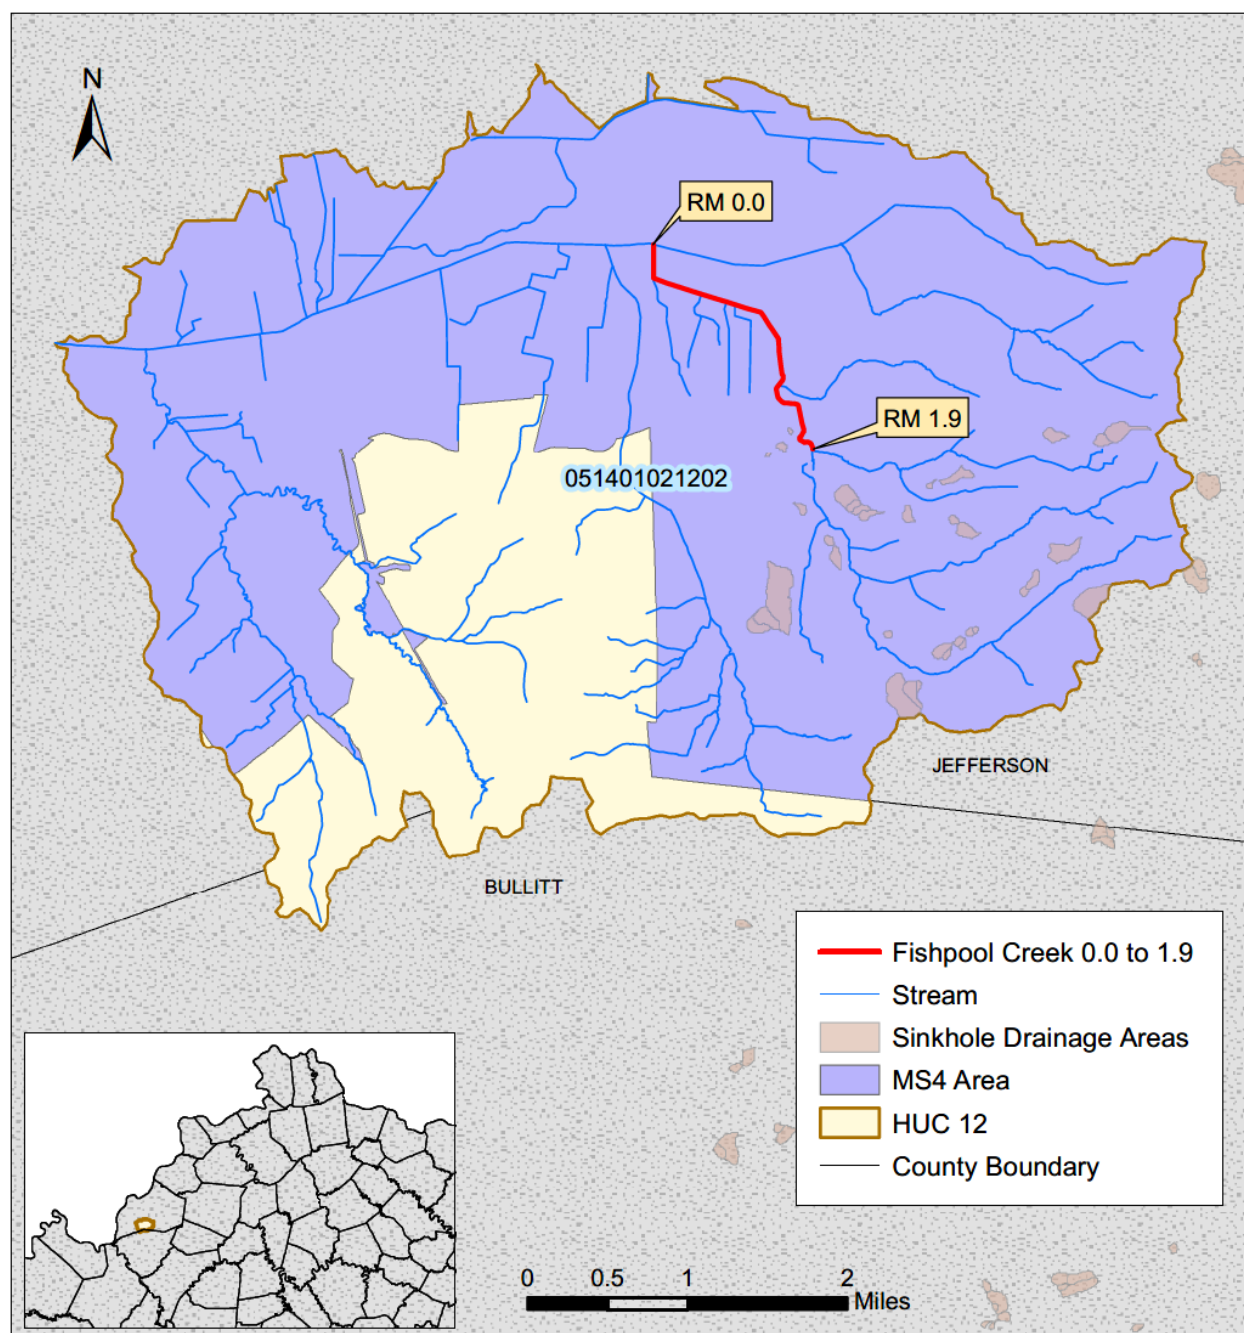 N
RM 0.0
RM 1.9
051401021202
JEFFERSON
BULLITT
Fishpool Creek 0.0 to 1.9
Stream
Sinkhole Drainage Areas
MS4 Area
HUC 12
County Boundary
0 0.5 1 2
Miles